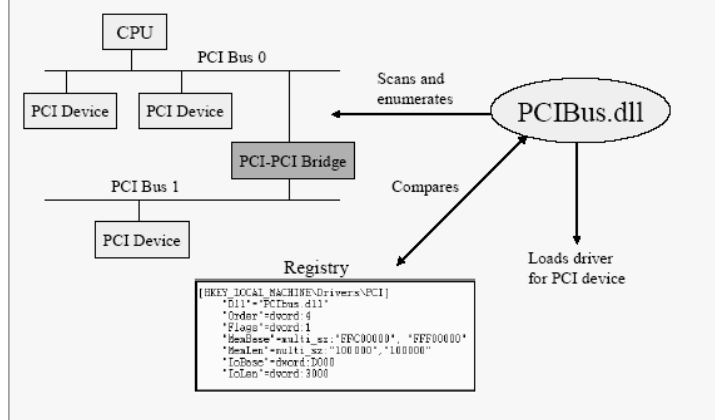 CPU
PCI Bus 0
PCI Device
PCI Device
Scans and
enumerates
PCIBus.dll
PCI-PCI Bridge
PCI Bus 1
Compares
PCI Device
Loads driver
for PCI device
Registry
[HKEY_LOCAL_MACHINE\Drivers\PCI]
"Dll"="PCIbus.dll"
"Order"=dword:4
"Flags"=dword:1
"MemBase"=multi_sz:"FFC00000", "FFF00000"
"MemLen"=multi_sz:"100000","100000"
"IoBase"=dword:D000
"IoLen"=dword:3000